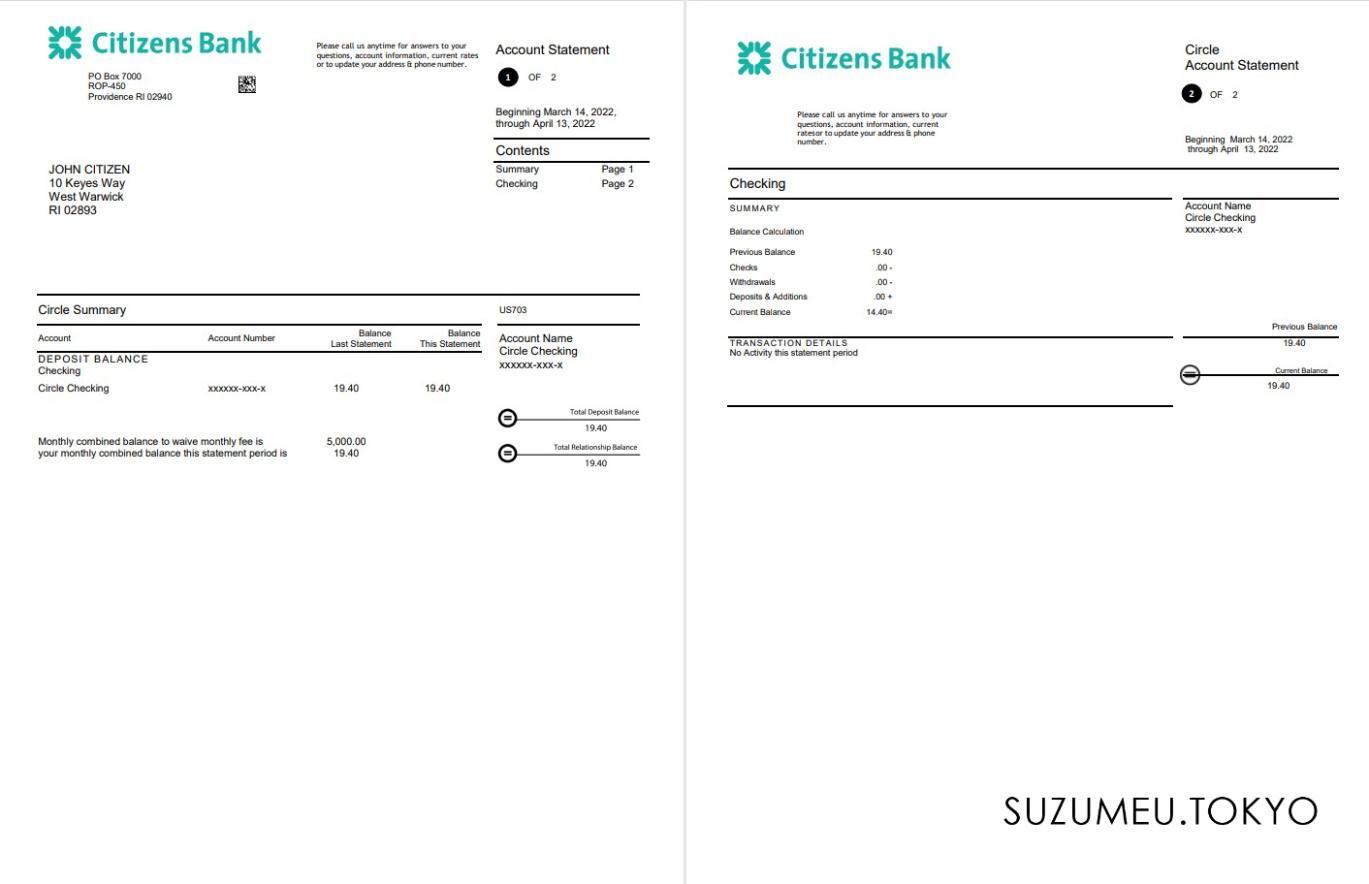 Citizens Bank
PO Box 7000
ROP-450
Providence RI 02940
Please call us anytime for answers to your
questions, account information, current rates
or to update your address & phone number.
Account Statement
1 OF 2
Beginning March 14, 2022,
through April 13, 2022
Contents
Summary Page 1
Checking Page 2
JOHN CITIZEN
10 Keyes Way
West Warwick
RI 02893
Circle Summary
US703
Account Account Number Balance Last Statement Balance This Statement
DEPOSIT BALANCE
Checking
Circle Checking xxxxxx-xxx-x 19.40 19.40
Monthly combined balance to waive monthly fee is 5,000.00
your monthly combined balance this statement period is 19.40
Account Name
Circle Checking
xxxxxx-xxx-x
Total Deposit Balance
19.40
Total Relationship Balance
19.40
Citizens Bank
Please call us anytime for answers to your
questions, account information, current
ratesor to update your address & phone
number.
Circle
Account Statement
2 OF 2
Beginning March 14, 2022
through April 13, 2022
Checking
SUMMARY
Balance Calculation
Previous Balance 19.40
Checks .00 -
Withdrawals .00 -
Deposits & Additions .00 +
Current Balance 14.40=
TRANSACTION DETAILS
No Activity this statement period
Account Name
Circle Checking
xxxxxx-xxx-x
Previous Balance
19.40
Current Balance
19.40
SUZUMEU.TOKYO